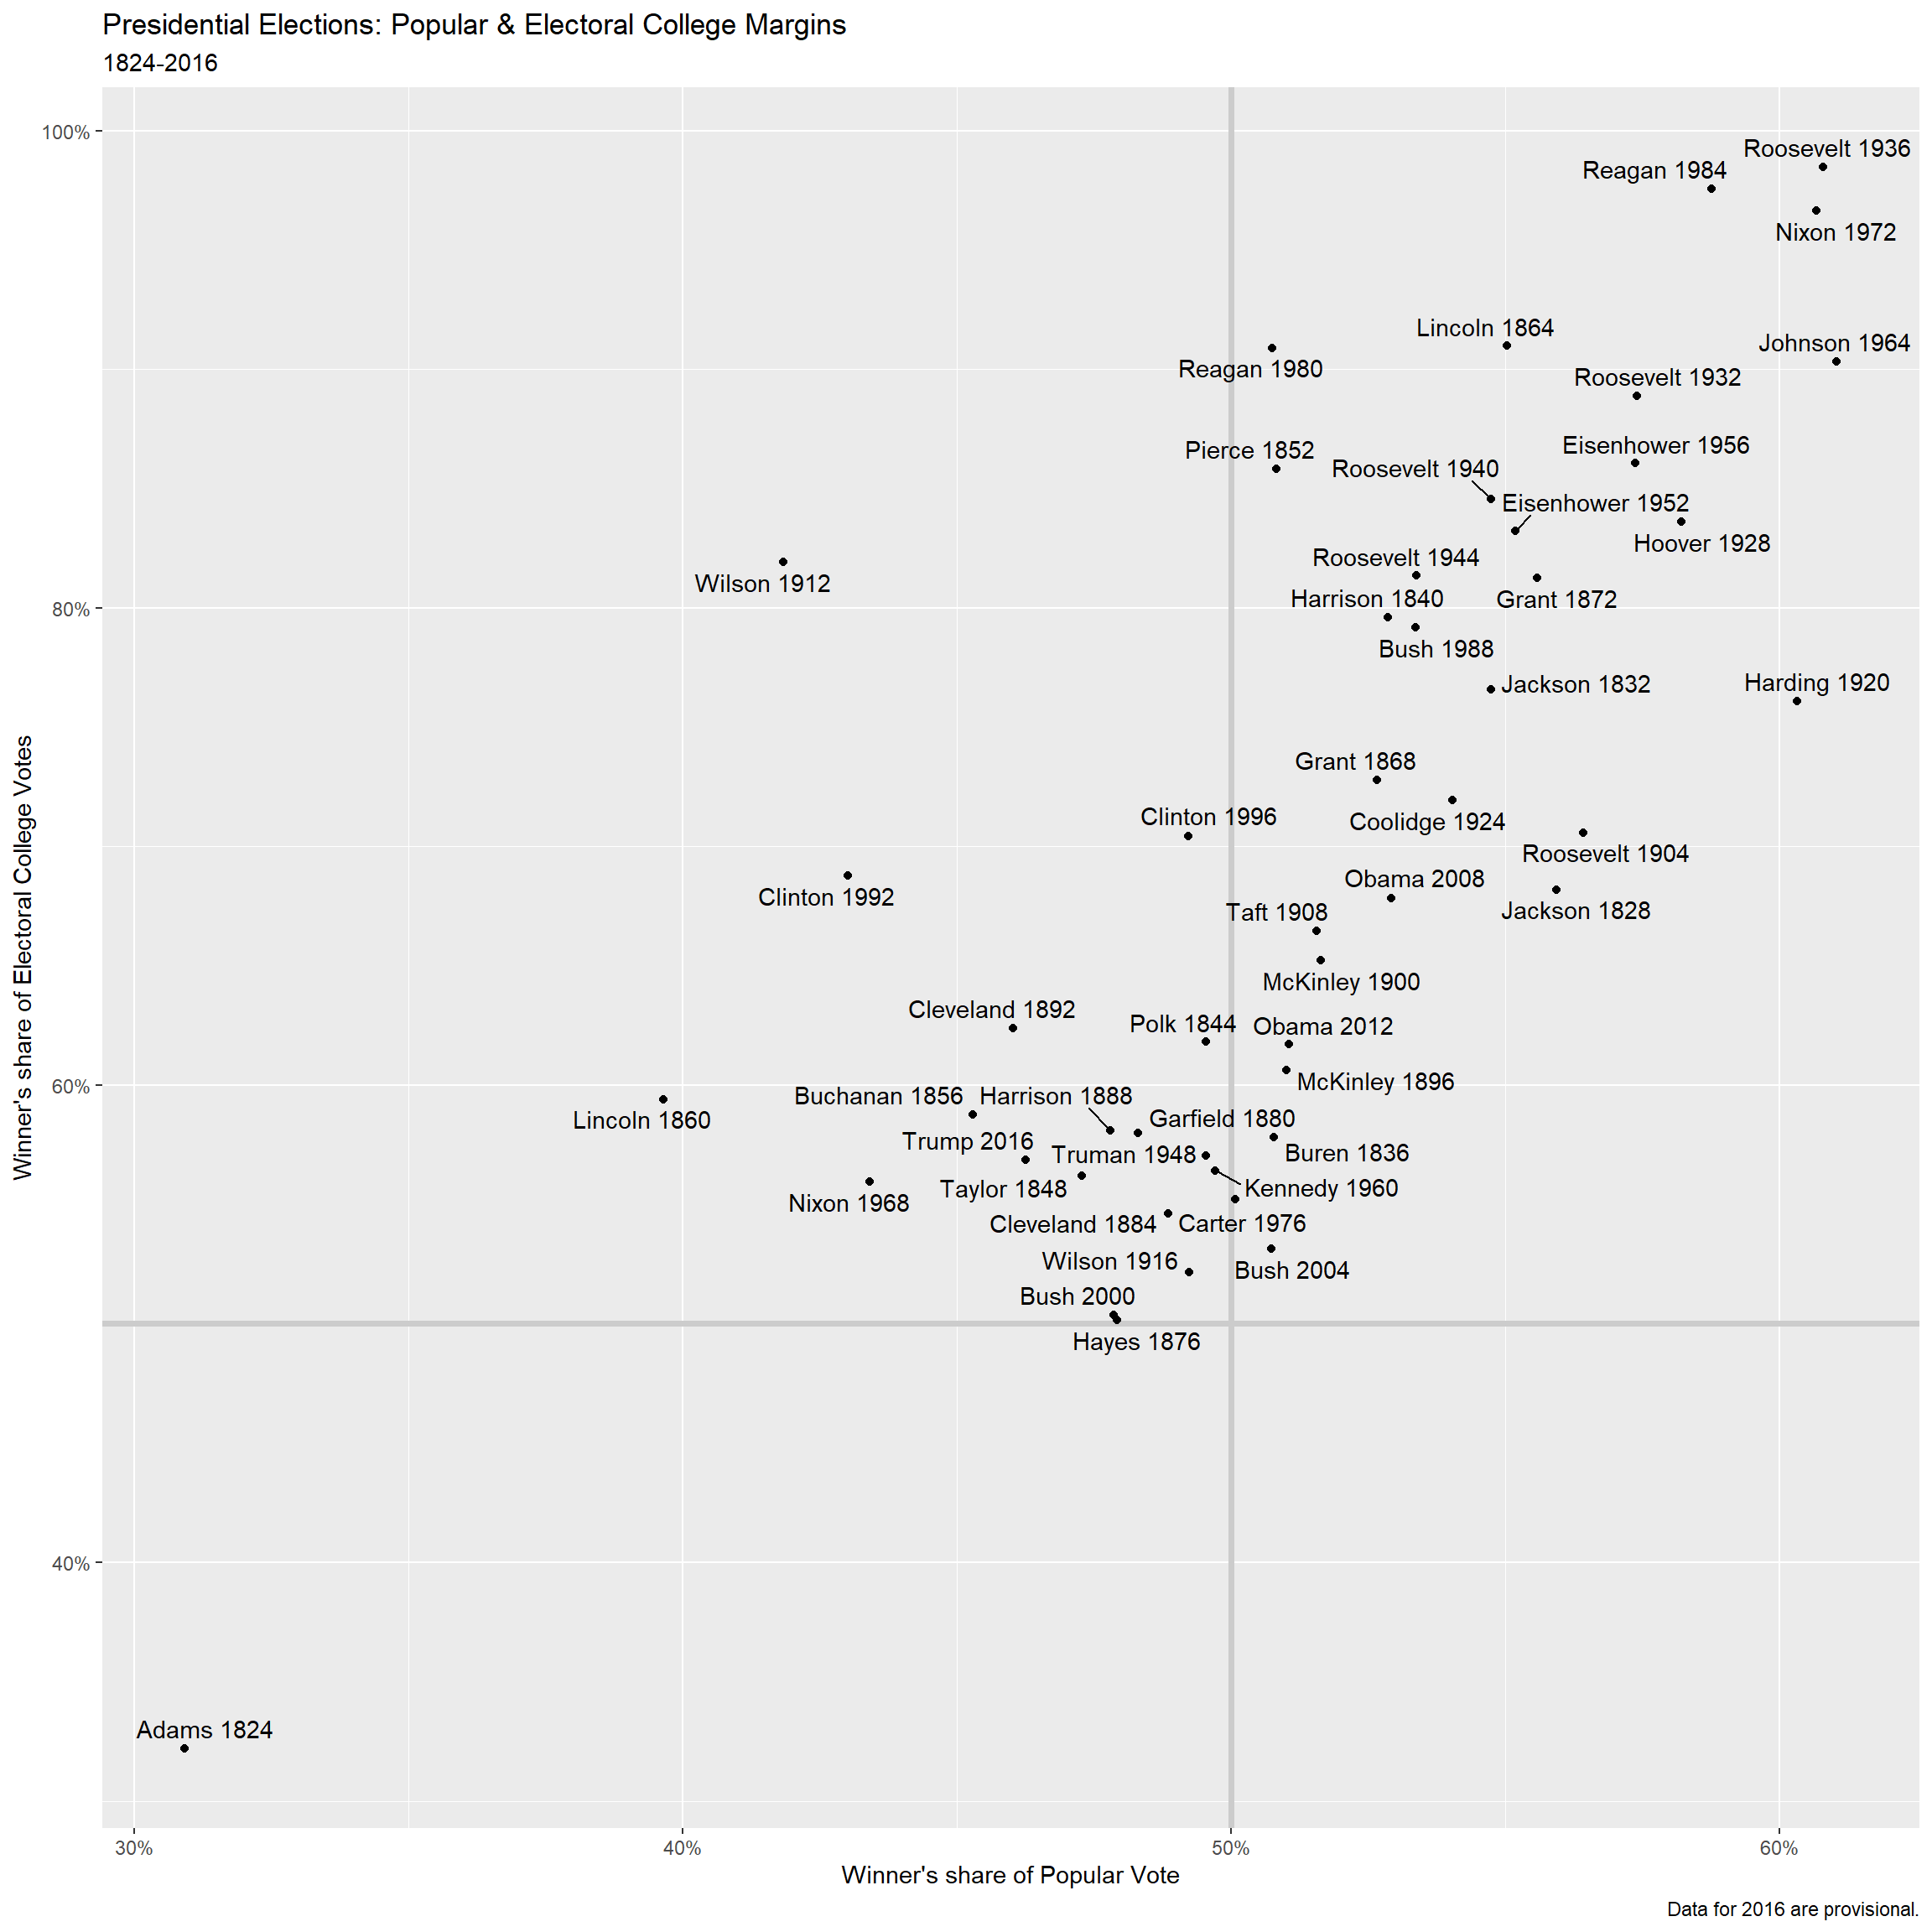 Presidential Elections: Popular & Electoral College Margins
1824-2016
100%
80%
60%
40%
Winner's share of Electoral College Votes
Roosevelt 1936
Reagan 1984
Nixon 1972
Lincoln 1864
Johnson 1964
Reagan 1980
Roosevelt 1932
Eisenhower 1956
Pierce 1852
Roosevelt 1940
Eisenhower 1952
Hoover 1928
Roosevelt 1944
Wilson 1912
Harrison 1840
Grant 1872
Bush 1988
Jackson 1832
Harding 1920
Grant 1868
Clinton 1996
Coolidge 1924
Roosevelt 1904
Obama 2008
Clinton 1992
Taft 1908
Jackson 1828
McKinley 1900
Cleveland 1892
Polk 1844
Obama 2012
McKinley 1896
Buchanan 1856
Harrison 1888
Lincoln 1860
Garfield 1880
Trump 2016
Truman 1948
Buren 1836
Taylor 1848
Kennedy 1960
Nixon 1968
Cleveland 1884
Carter 1976
Wilson 1916
Bush 2004
Bush 2000
Hayes 1876
Adams 1824
30%
40%
50%
60%
Winner's share of Popular Vote
Data for 2016 are provisional.